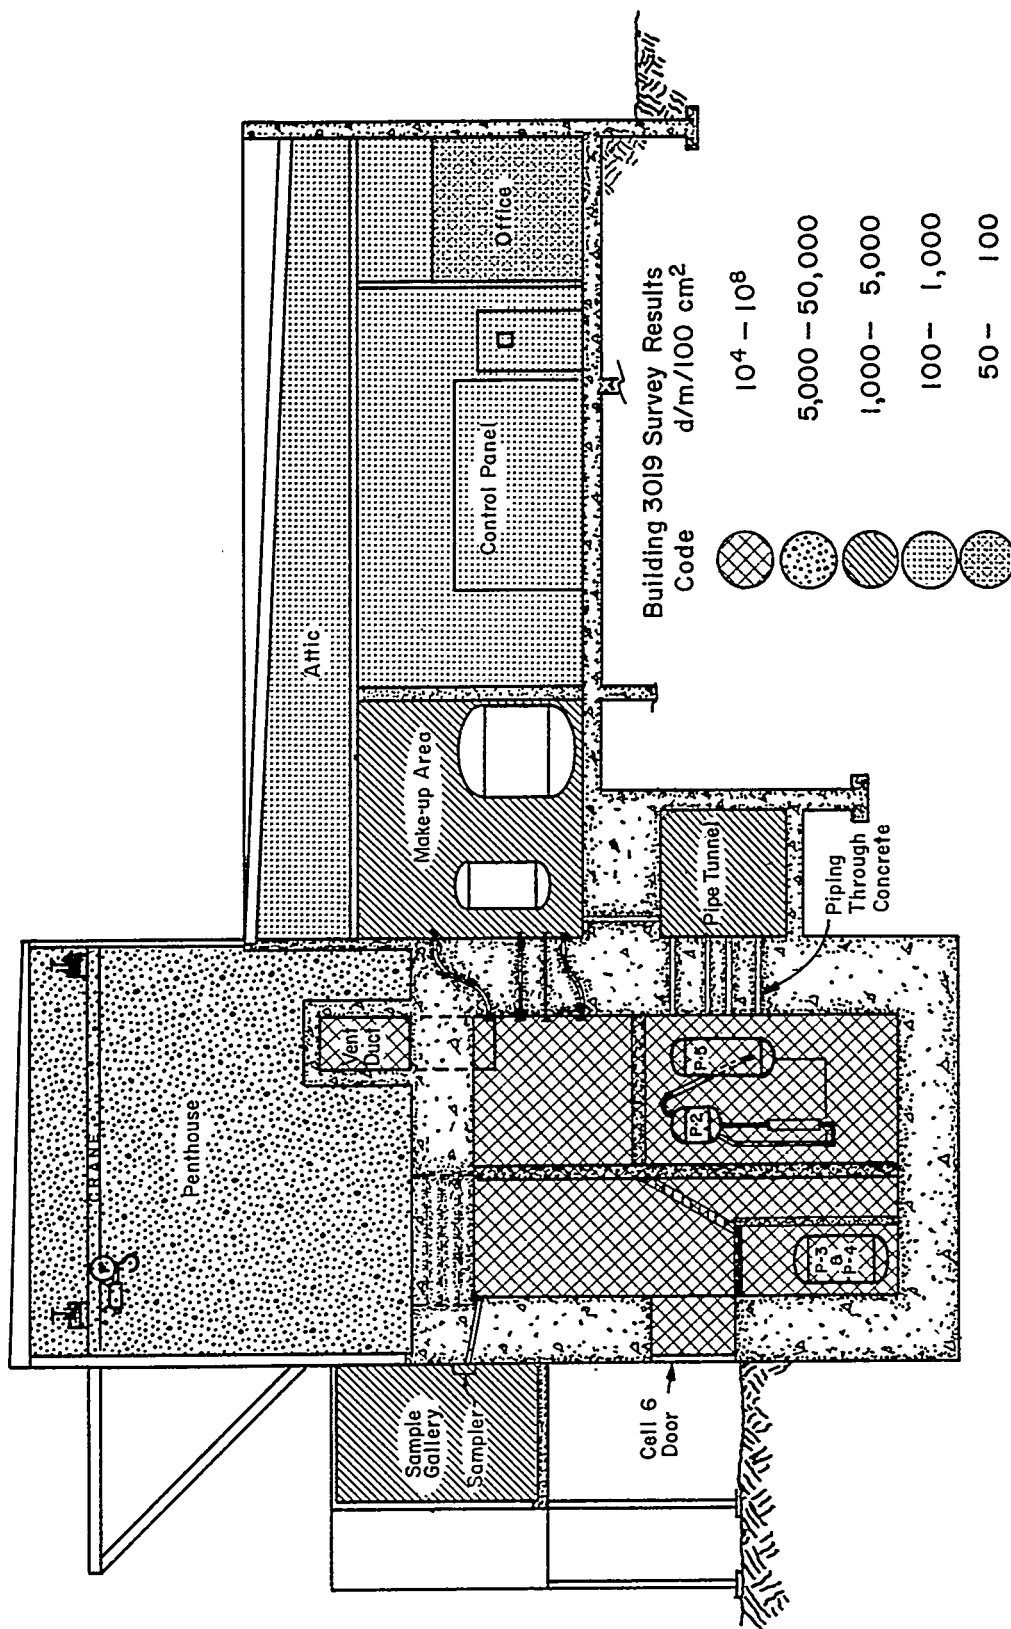 CRANE
Penthouse
Vent
Duct
Attic
Make-up Area
Control Panel
Office
Sample
Gallery
Sampler
Cell 6
Door
P-3
&
P-4
P-2
P-5
Pipe Tunnel
Piping
Through
Concrete
Building 3019 Survey Results
Code d/m/100 cm²
10⁴ – 10⁸
5,000 – 50,000
1,000 – 5,000
100 – 1,000
50 – 100